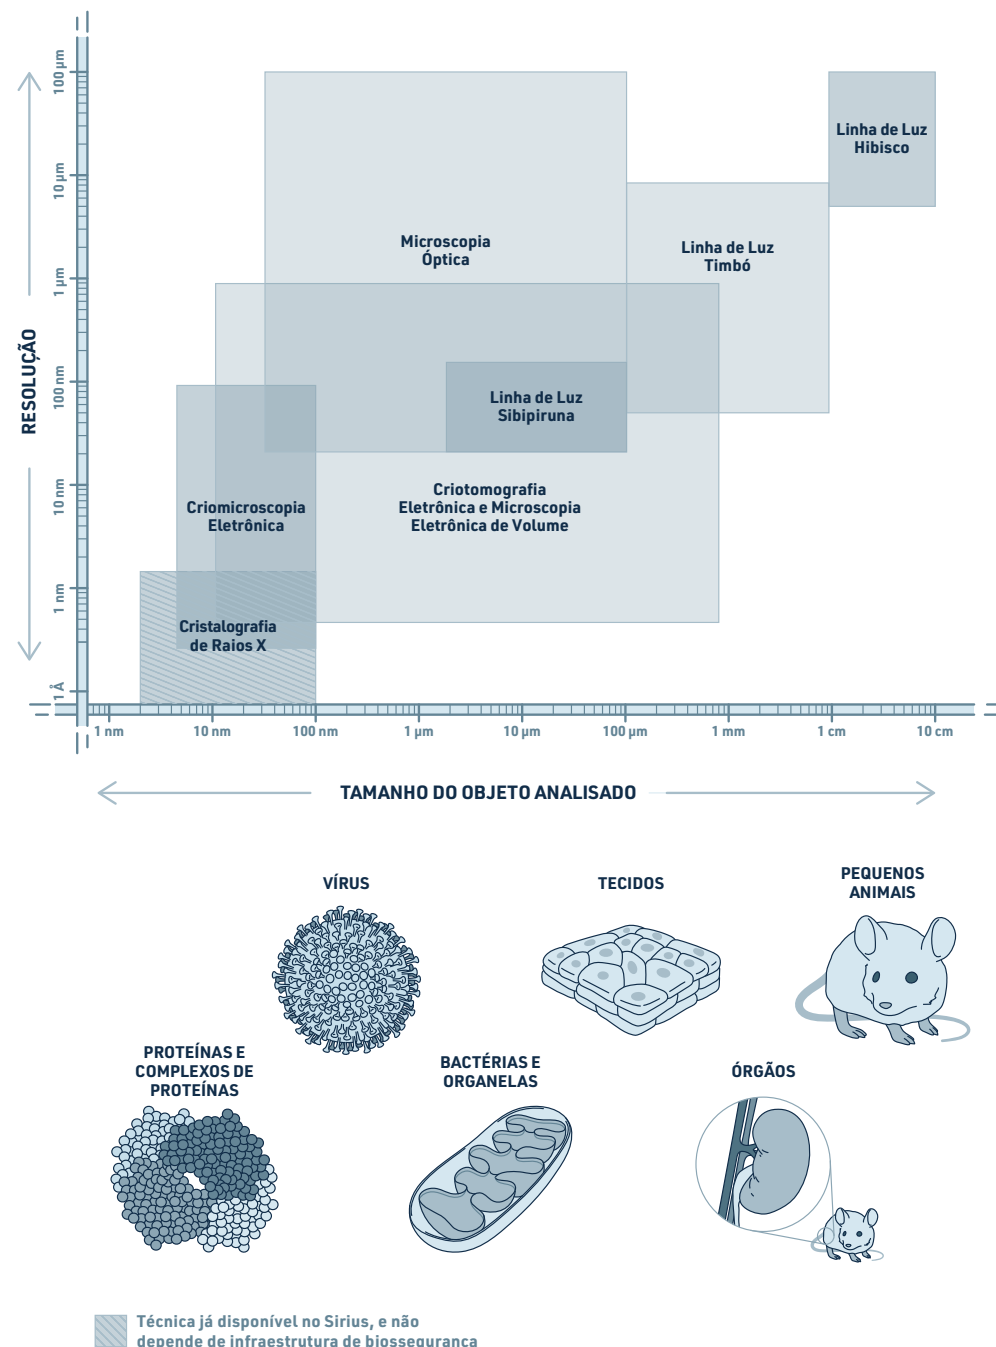 100 µm
10 µm
1 µm
100 nm
10 nm
1 nm
1 Å
RESOLUÇÃO
Linha de Luz
Hibisco
Microscopia
Óptica
Linha de Luz
Timbó
Linha de Luz
Sibipiruna
Criotomografia
Eletrônica e Microscopia
Eletrônica de Volume
Criomicroscopia
Eletrônica
Cristalografia
de Raios X
1 nm
10 nm
100 nm
1 µm
10 µm
100 µm
1 mm
1 cm
10 cm
TAMANHO DO OBJETO ANALISADO
VÍRUS
TECIDOS
PEQUENOS
ANIMAIS
PROTEÍNAS E
COMPLEXOS DE
PROTEÍNAS
BACTÉRIAS E
ORGANELAS
ÓRGÃOS
Técnica já disponível no Sirius, e não
depende de infraestrutura de biossegurança